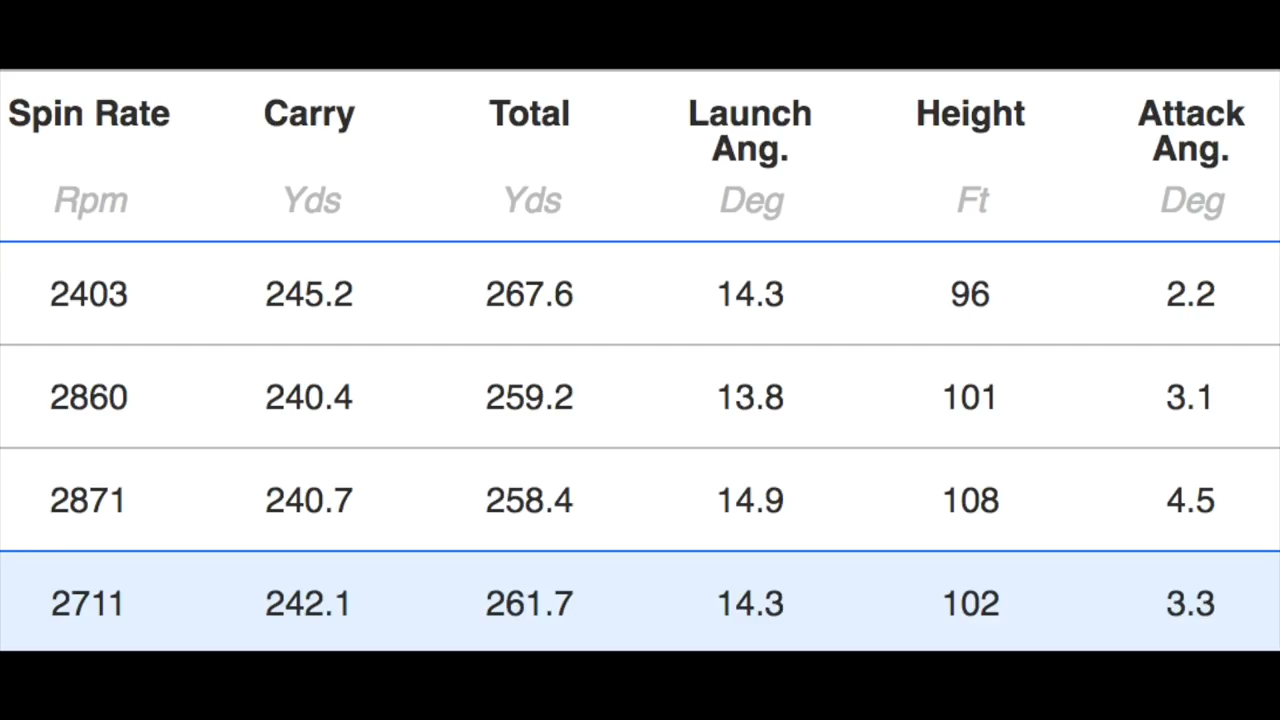 Spin Rate Carry Total Launch Ang. Height Attack Ang.
Rpm Yds Yds Deg Ft Deg
2403 245.2 267.6 14.3 96 2.2
2860 240.4 259.2 13.8 101 3.1
2871 240.7 258.4 14.9 108 4.5
2711 242.1 261.7 14.3 102 3.3